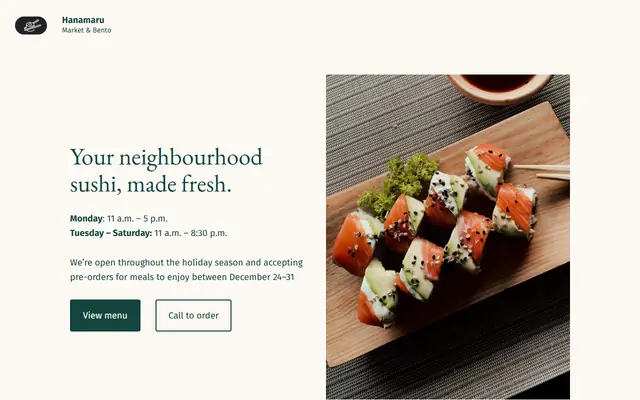 Hanamaru
Market & Bento
Your neighbourhood
sushi, made fresh.
Monday: 11 a.m. – 5 p.m.
Tuesday – Saturday: 11 a.m. – 8:30 p.m.
We’re open throughout the holiday season and accepting
pre-orders for meals to enjoy between December 24–31
View menu
Call to order